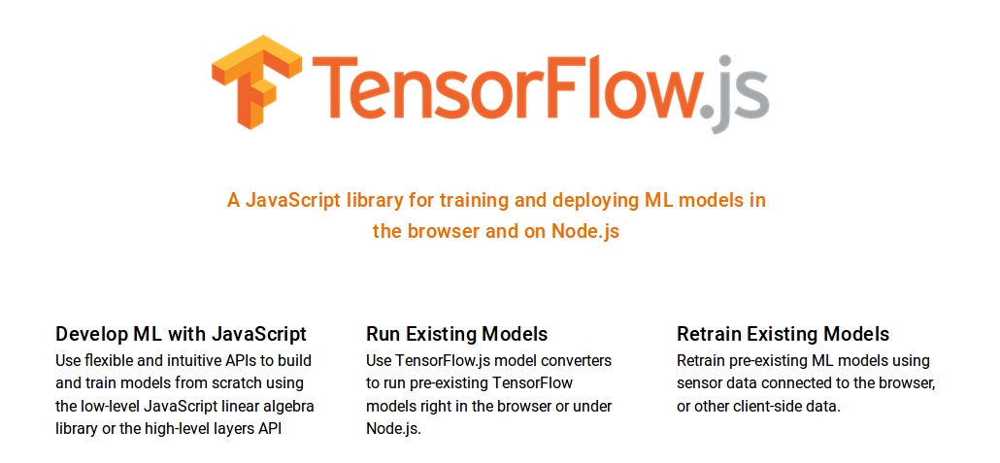 TensorFlow.js
A JavaScript library for training and deploying ML models in
the browser and on Node.js
Develop ML with JavaScript
Use flexible and intuitive APIs to build
and train models from scratch using
the low-level JavaScript linear algebra
library or the high-level layers API
Run Existing Models
Use TensorFlow.js model converters
to run pre-existing TensorFlow
models right in the browser or under
Node.js.
Retrain Existing Models
Retrain pre-existing ML models using
sensor data connected to the browser,
or other client-side data.